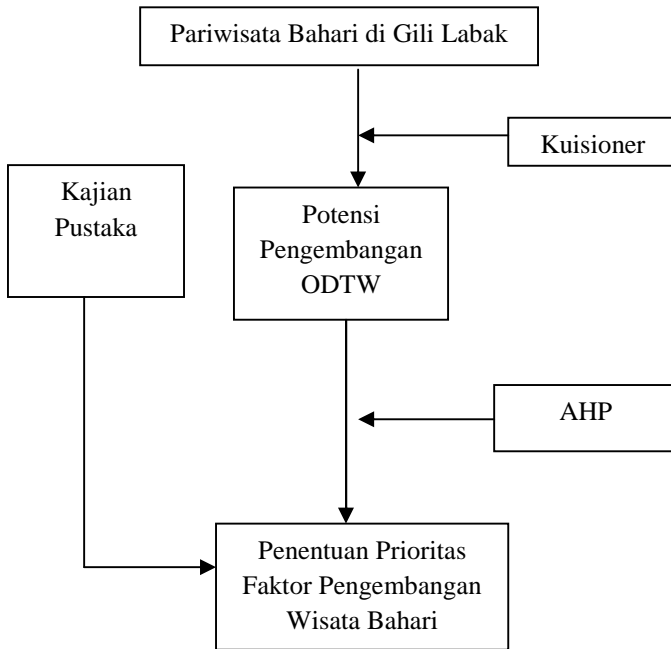 Pariwisata Bahari di Gili Labak
Kuisioner
Kajian
Pustaka
Potensi
Pengembangan
ODTW
AHP
Penentuan Prioritas
Faktor Pengembangan
Wisata Bahari